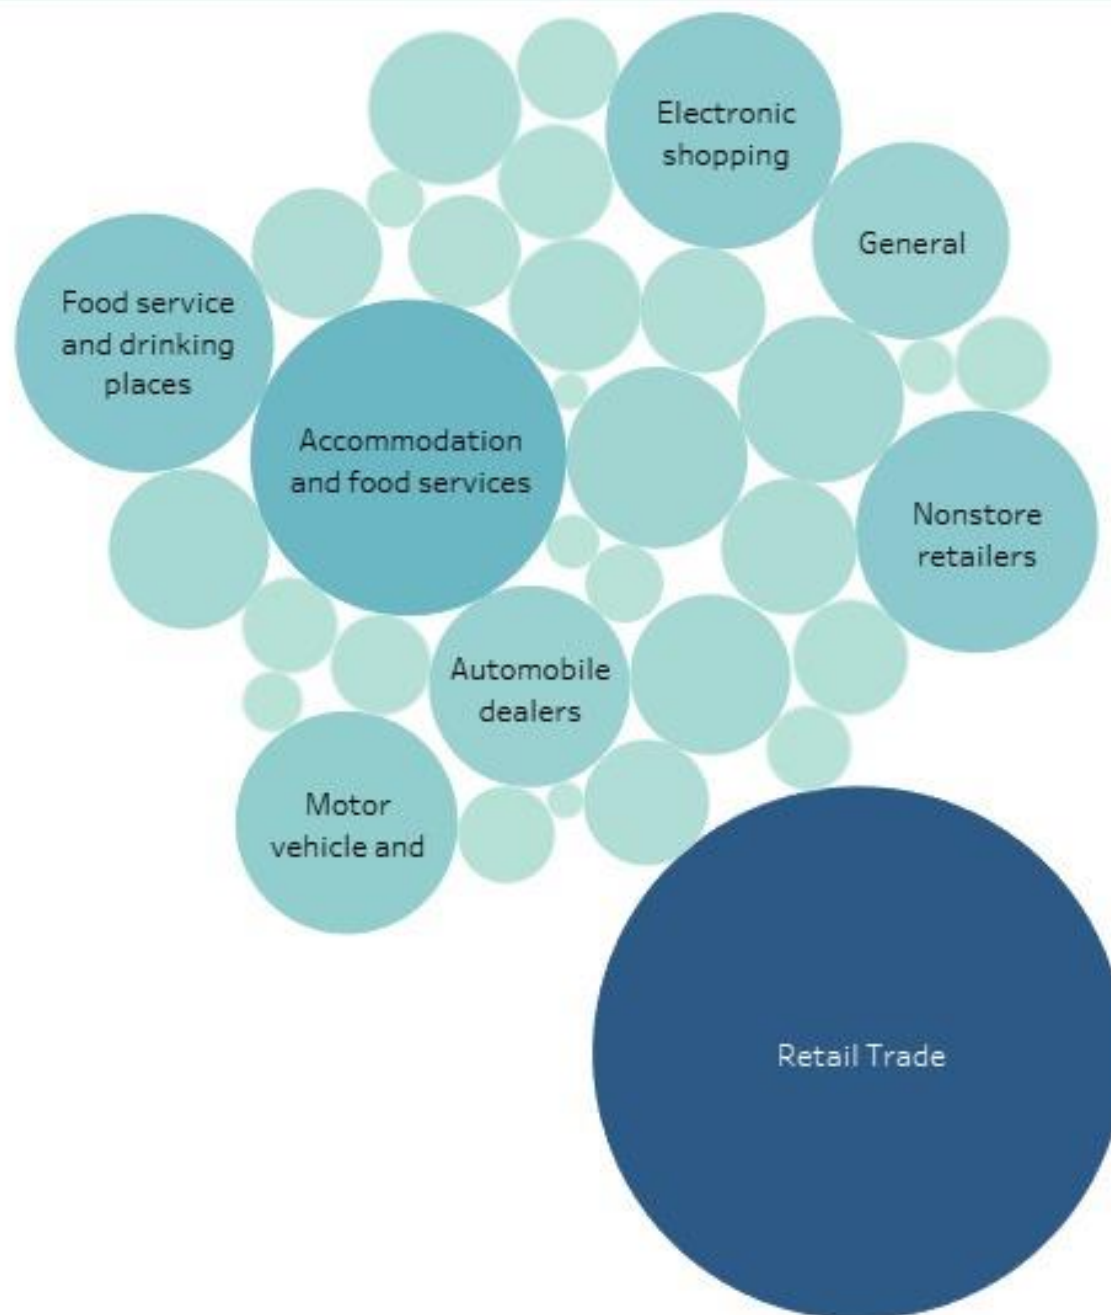 Electronic
shopping
General
Food service
and drinking
places
Accommodation
and food services
Nonstore
retailers
Automobile
dealers
Motor
vehicle and
Retail Trade